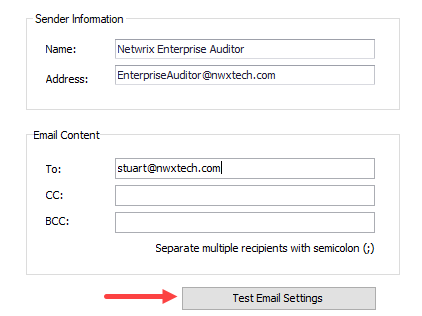 Sender Information
Name: Netwrix Enterprise Auditor
Address: EnterpriseAuditor@nwxtech.com
Email Content
To: stuart@nwxtech.com
CC:
BCC:
Separate multiple recipients with semicolon (;)
Test Email Settings